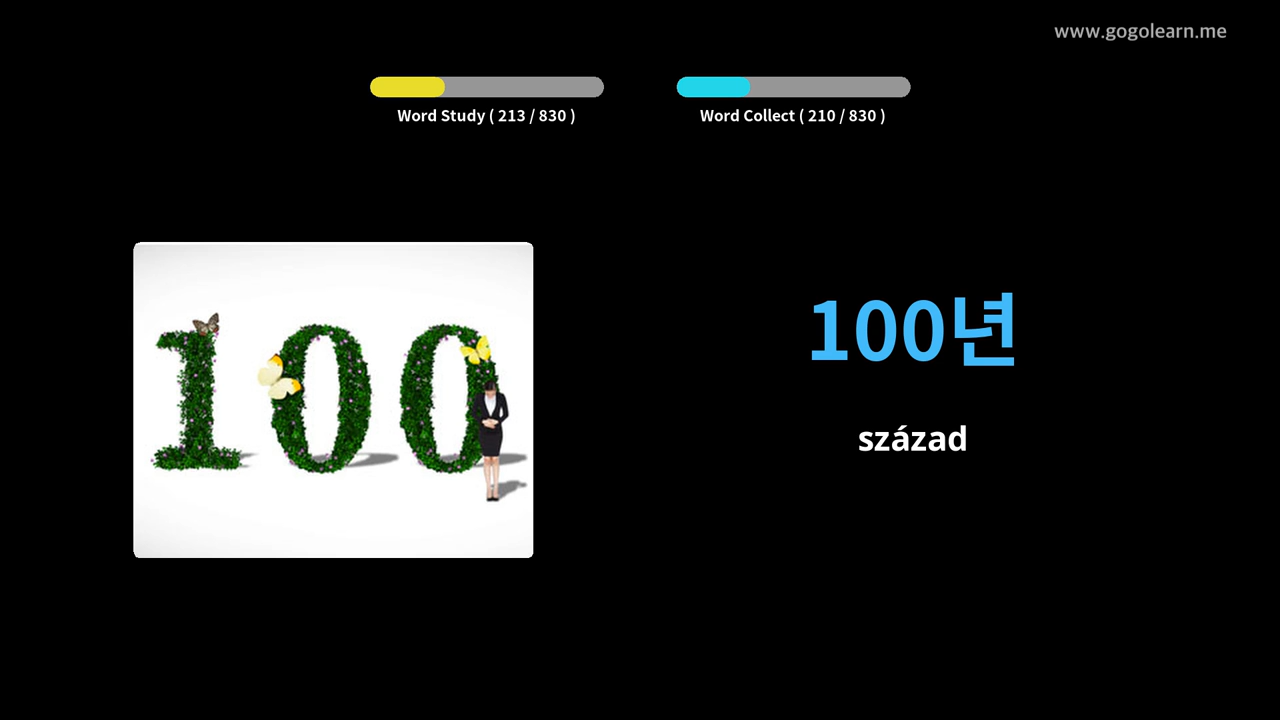 www.gogolearn.me
Word Study ( 213 / 830 )
Word Collect ( 210 / 830 )
100
100년
század